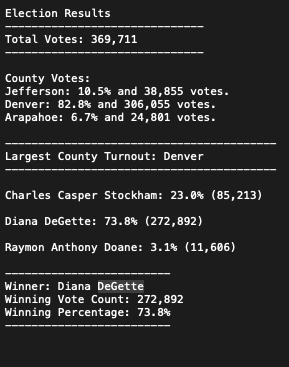 Election Results
------------------------------
Total Votes: 369,711
------------------------------
County Votes:
Jefferson: 10.5% and 38,855 votes.
Denver: 82.8% and 306,055 votes.
Arapahoe: 6.7% and 24,801 votes.
-----------------------------------------
Largest County Turnout: Denver
-----------------------------------------
Charles Casper Stockham: 23.0% (85,213)
Diana DeGette: 73.8% (272,892)
Raymon Anthony Doane: 3.1% (11,606)
-------------------------
Winner: Diana DeGette
Winning Vote Count: 272,892
Winning Percentage: 73.8%
-------------------------